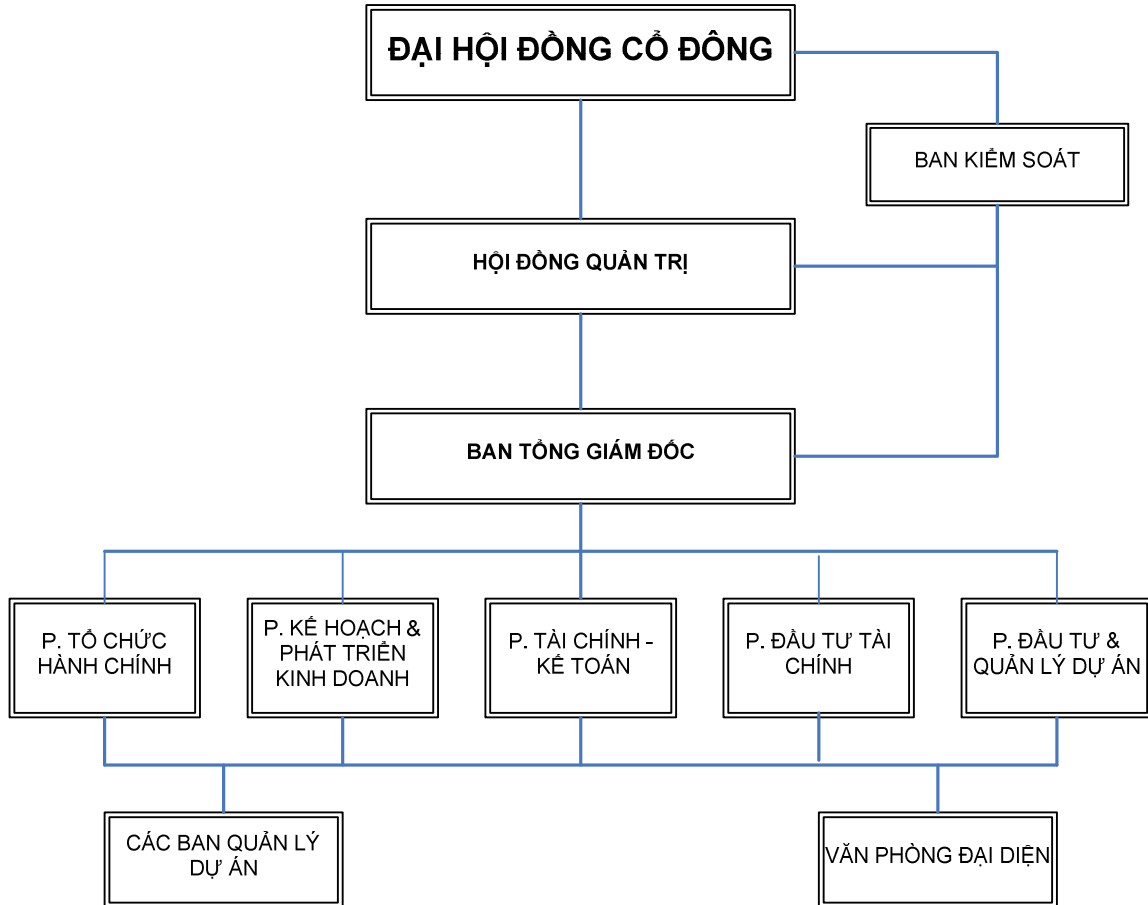 ĐẠI HỘI ĐỒNG CỔ ĐÔNG
BAN KIỂM SOÁT
HỘI ĐỒNG QUẢN TRỊ
BAN TỔNG GIÁM ĐỐC
P. TỔ CHỨC
HÀNH CHÍNH
P. KẾ HOẠCH &
PHÁT TRIỂN
KINH DOANH
P. TÀI CHÍNH -
KẾ TOÁN
P. ĐẦU TƯ TÀI
CHÍNH
P. ĐẦU TƯ &
QUẢN LÝ DỰ ÁN
CÁC BAN QUẢN LÝ
DỰ ÁN
VĂN PHÒNG ĐẠI DIỆN